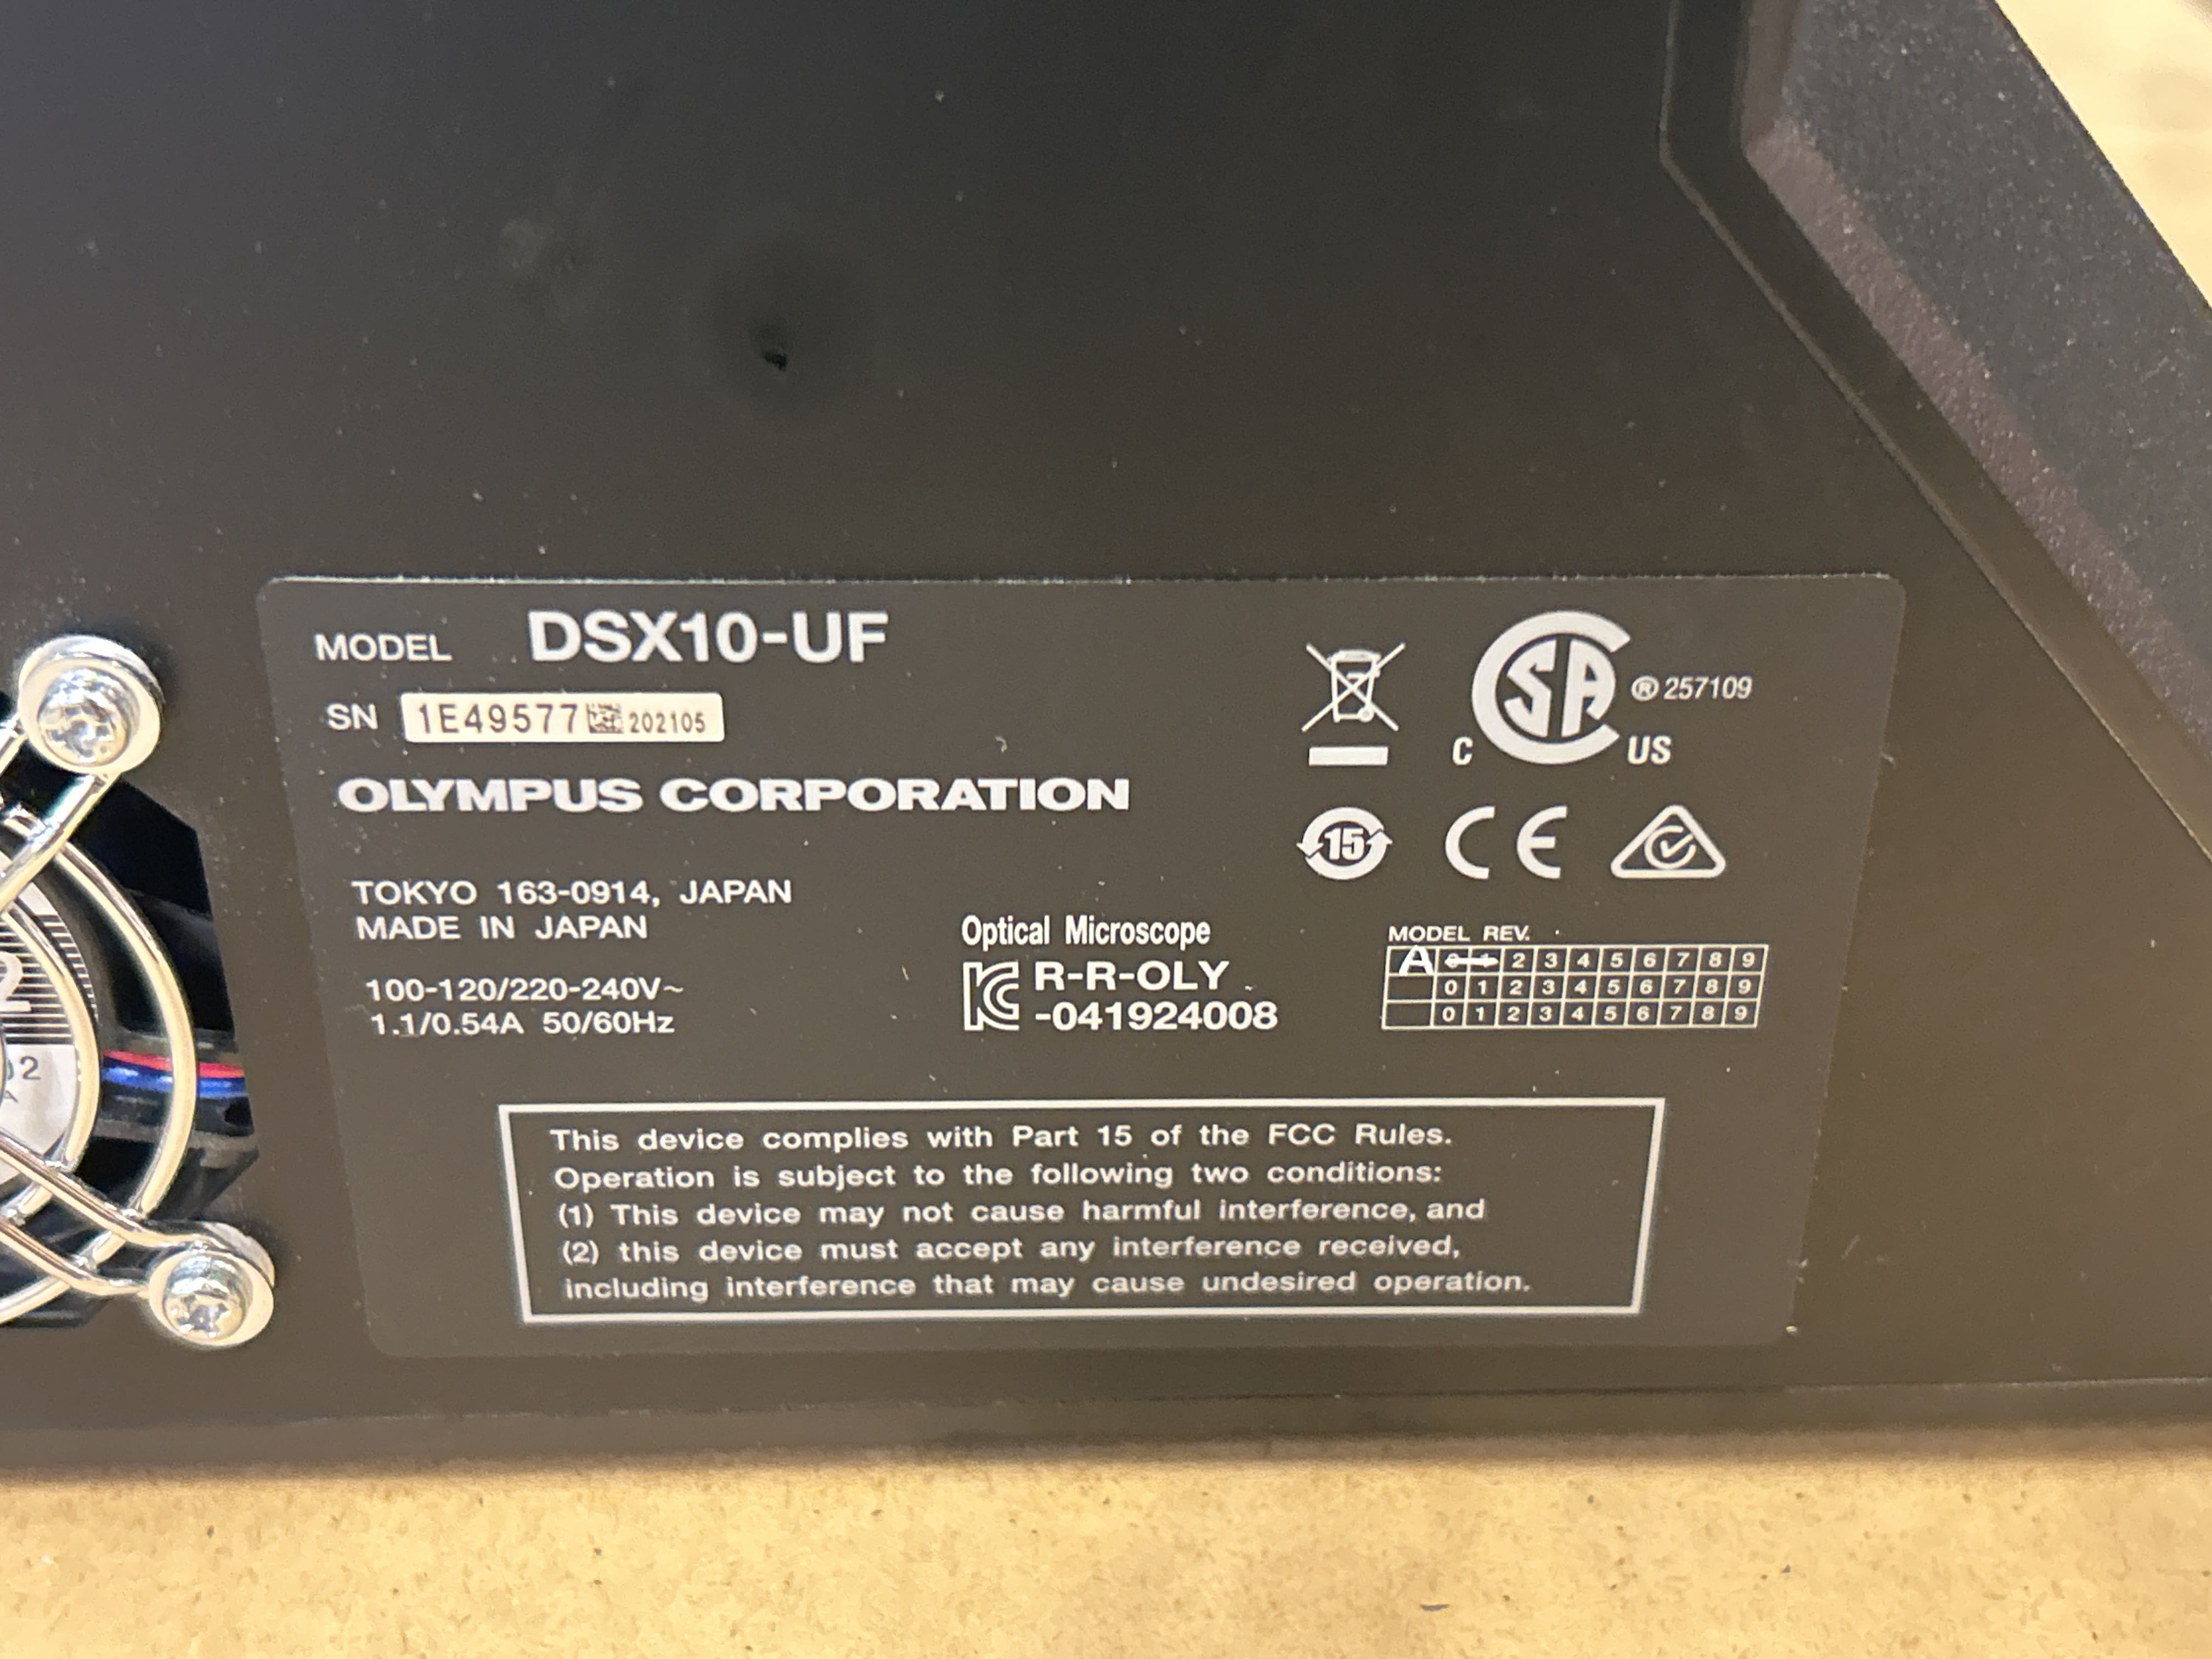 MODEL DSX10-UF
SN 1E49577 202105
OLYMPUS CORPORATION
TOKYO 163-0914, JAPAN
MADE IN JAPAN
100-120/220-240V~
1.1/0.54A 50/60Hz
CSA ® 257109
C US
15 CE
Optical Microscope
R-R-OLY
-041924008
MODEL REV.
A 0 1 2 3 4 5 6 7 8 9
0 1 2 3 4 5 6 7 8 9
0 1 2 3 4 5 6 7 8 9
This device complies with Part 15 of the FCC Rules.
Operation is subject to the following two conditions:
(1) This device may not cause harmful interference, and
(2) this device must accept any interference received,
including interference that may cause undesired operation.